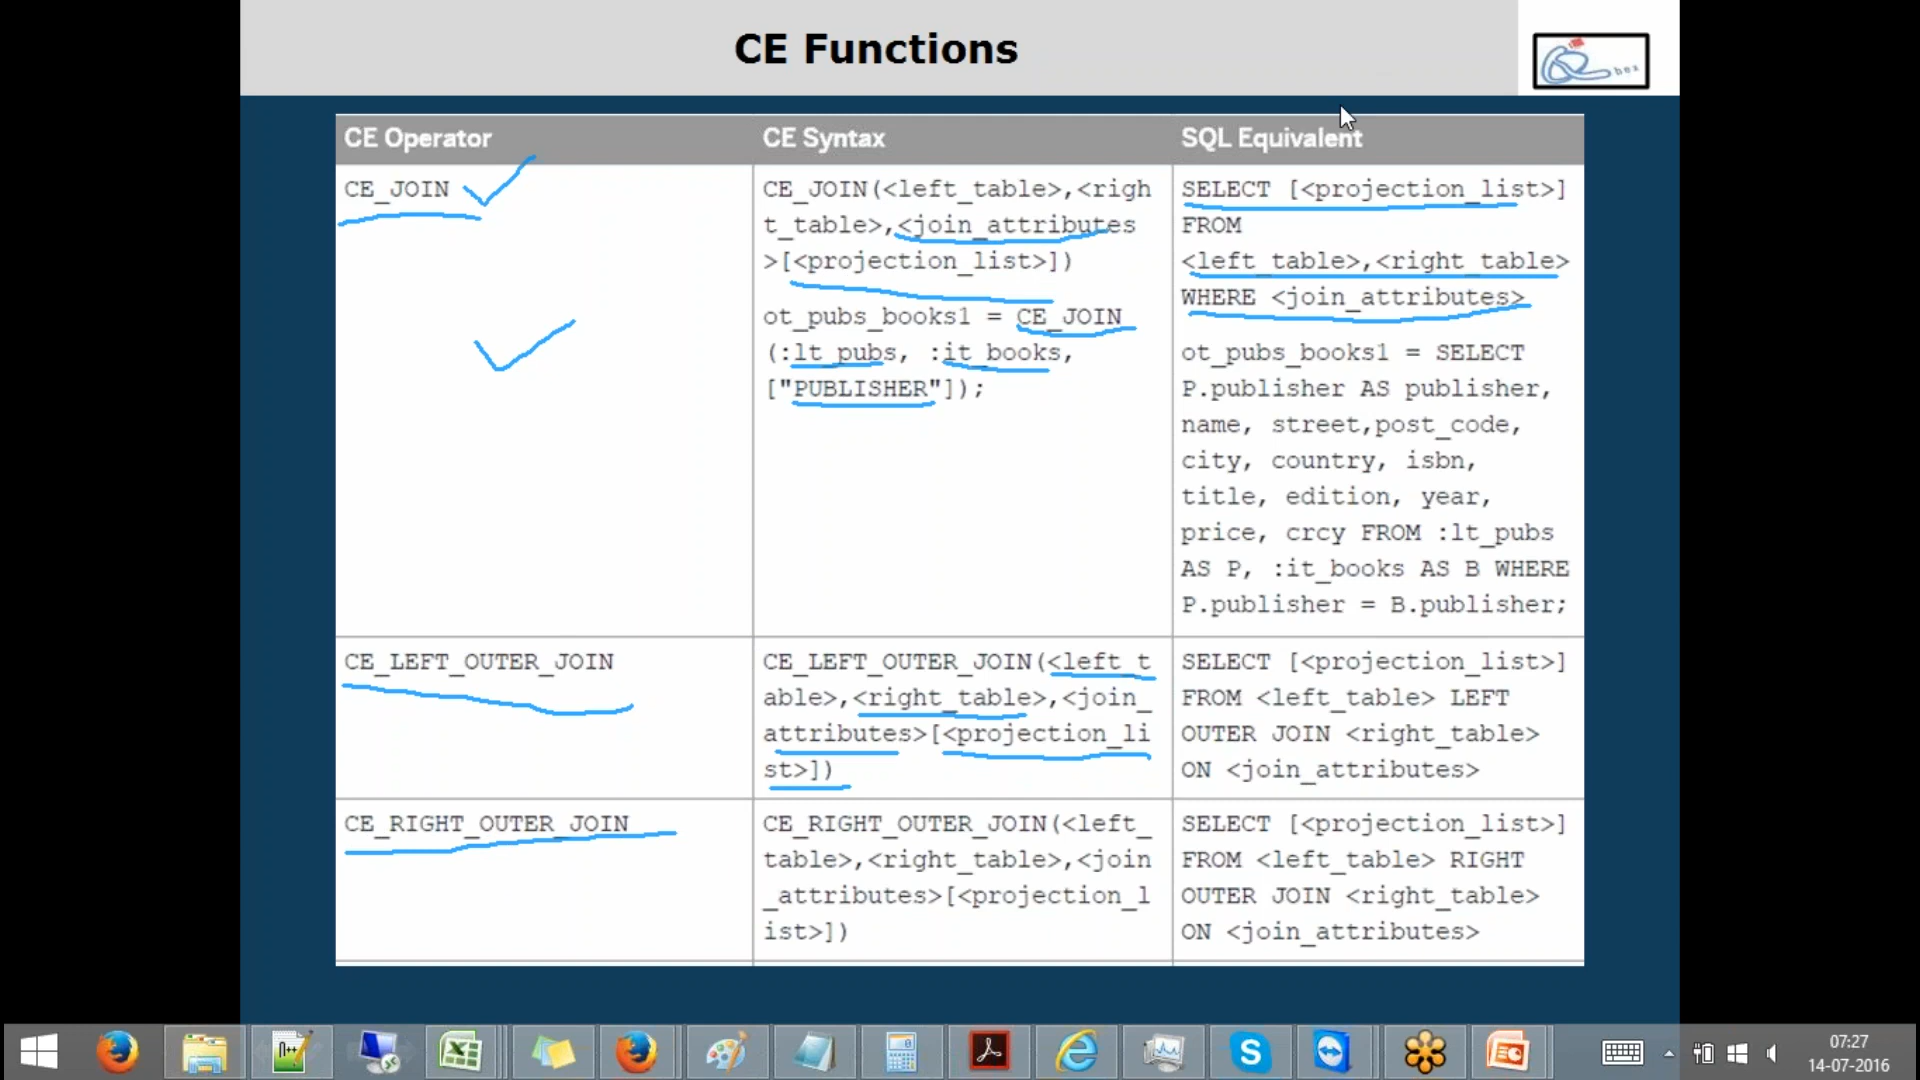 CE Functions
bex
CE Operator
CE Syntax
SQL Equivalent
CE_JOIN
CE_JOIN(<left_table>,<righ
t_table>,<join_attributes
>[<projection_list>])
ot_pubs_books1 = CE_JOIN
(:lt_pubs, :it_books,
["PUBLISHER"]);
SELECT [<projection_list>]
FROM
<left_table>,<right_table>
WHERE <join_attributes>
ot_pubs_books1 = SELECT
P.publisher AS publisher,
name, street,post_code,
city, country, isbn,
title, edition, year,
price, crcy FROM :lt_pubs
AS P, :it_books AS B WHERE
P.publisher = B.publisher;
CE_LEFT_OUTER_JOIN
CE_LEFT_OUTER_JOIN(<left_t
able>,<right_table>,<join_
attributes>[<projection_li
st>])
SELECT [<projection_list>]
FROM <left_table> LEFT
OUTER JOIN <right_table>
ON <join_attributes>
CE_RIGHT_OUTER_JOIN
CE_RIGHT_OUTER_JOIN(<left_
table>,<right_table>,<join
_attributes>[<projection_l
ist>])
SELECT [<projection_list>]
FROM <left_table> RIGHT
OUTER JOIN <right_table>
ON <join_attributes>
07:27
14-07-2016